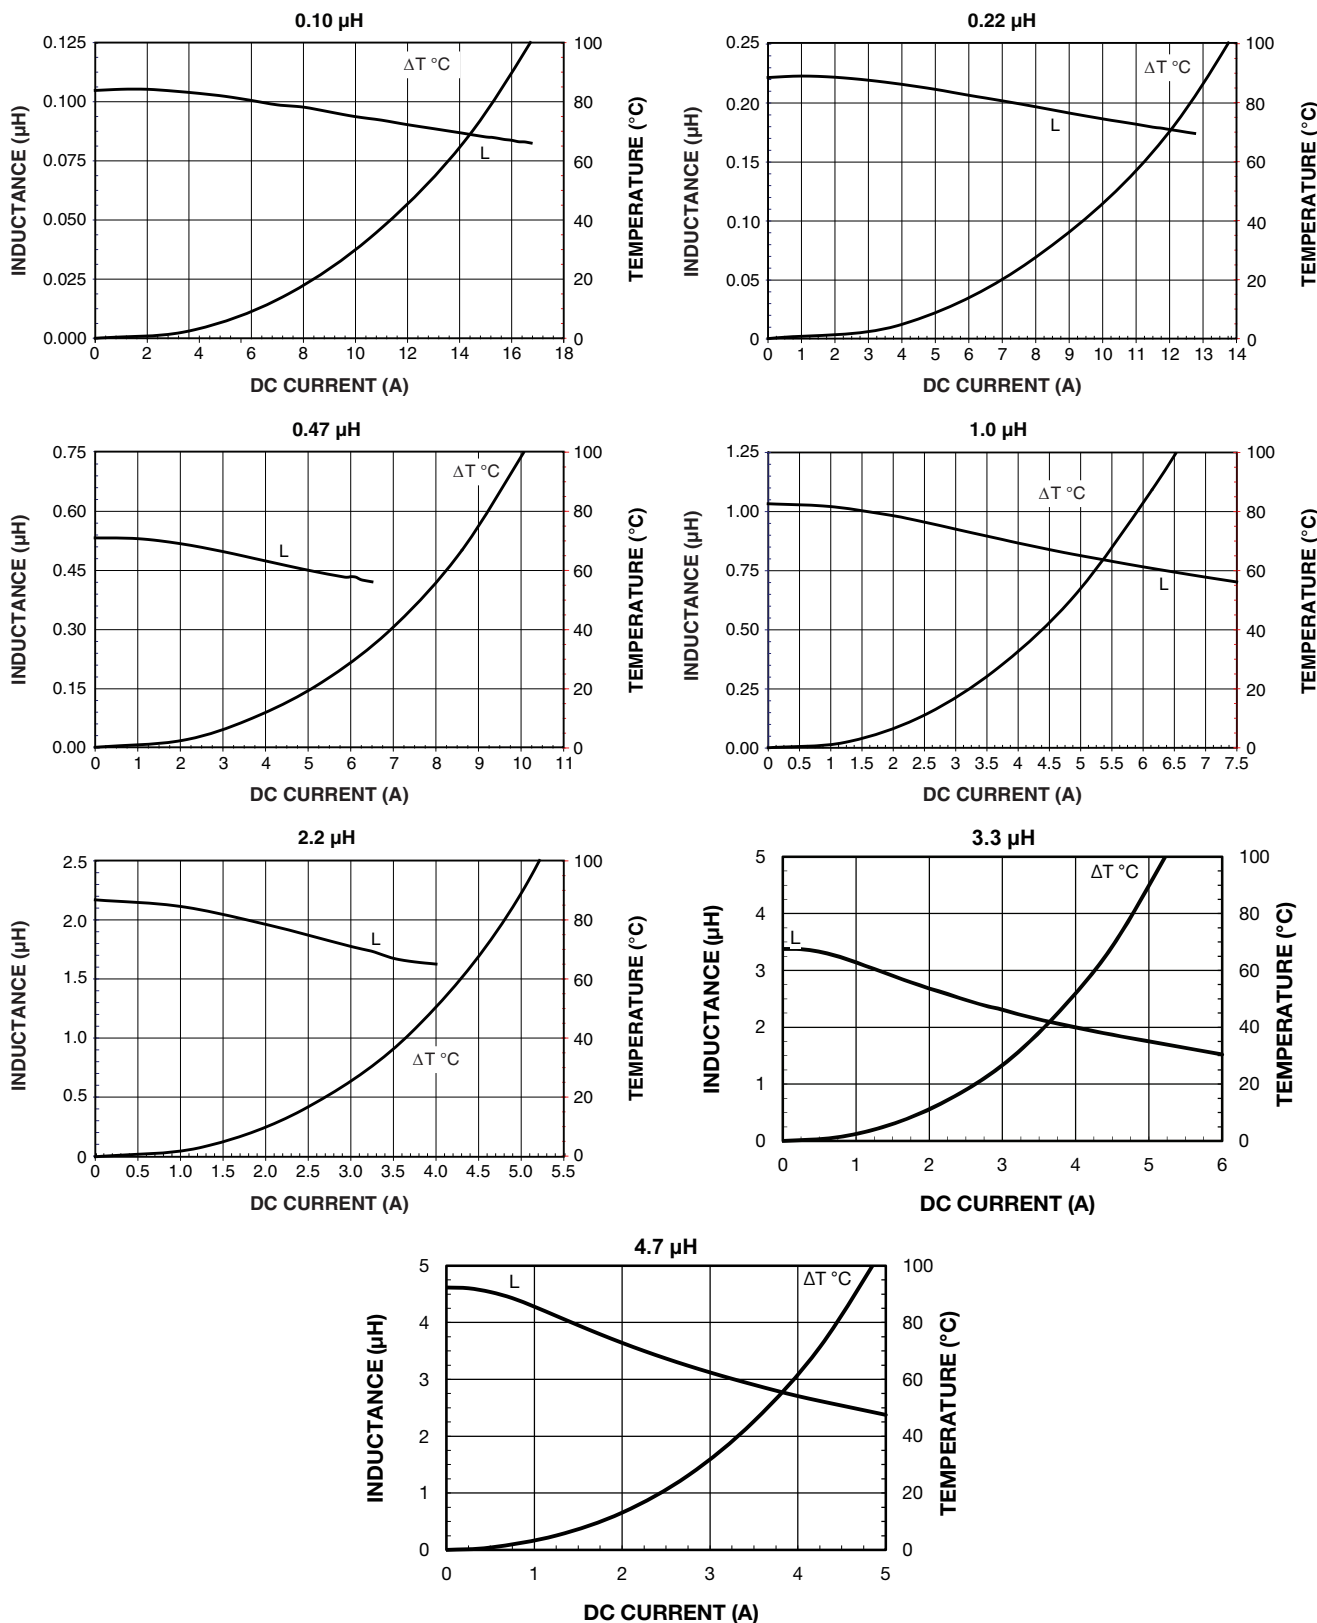 0.10 µH
0.125
0.100
0.075
0.050
0.025
0.000
INDUCTANCE (µH)
ΔT °C
L
100
80
60
40
20
0
TEMPERATURE (°C)
0 2 4 6 8 10 12 14 16 18
DC CURRENT (A)
0.22 µH
0.25
0.20
0.15
0.10
0.05
0
INDUCTANCE (µH)
ΔT °C
L
100
80
60
40
20
0
TEMPERATURE (°C)
0 1 2 3 4 5 6 7 8 9 10 11 12 13 14
DC CURRENT (A)
0.47 µH
0.75
0.60
0.45
0.30
0.15
0.00
INDUCTANCE (µH)
ΔT °C
L
100
80
60
40
20
0
TEMPERATURE (°C)
0 1 2 3 4 5 6 7 8 9 10 11
DC CURRENT (A)
1.0 µH
1.25
1.00
0.75
0.50
0.25
0.00
INDUCTANCE (µH)
ΔT °C
L
100
80
60
40
20
0
TEMPERATURE (°C)
0 0.5 1 1.5 2 2.5 3 3.5 4 4.5 5 5.5 6 6.5 7 7.5
DC CURRENT (A)
2.2 µH
2.5
2.0
1.5
1.0
0.5
0
INDUCTANCE (µH)
L
ΔT °C
100
80
60
40
20
0
TEMPERATURE (°C)
0 0.5 1.0 1.5 2.0 2.5 3.0 3.5 4.0 4.5 5.0 5.5
DC CURRENT (A)
3.3 µH
5
4
3
2
1
0
INDUCTANCE (µH)
ΔT °C
L
100
80
60
40
20
0
TEMPERATURE (°C)
0 1 2 3 4 5 6
DC CURRENT (A)
4.7 µH
5
4
3
2
1
0
INDUCTANCE (µH)
L
ΔT °C
100
80
60
40
20
0
TEMPERATURE (°C)
0 1 2 3 4 5
DC CURRENT (A)